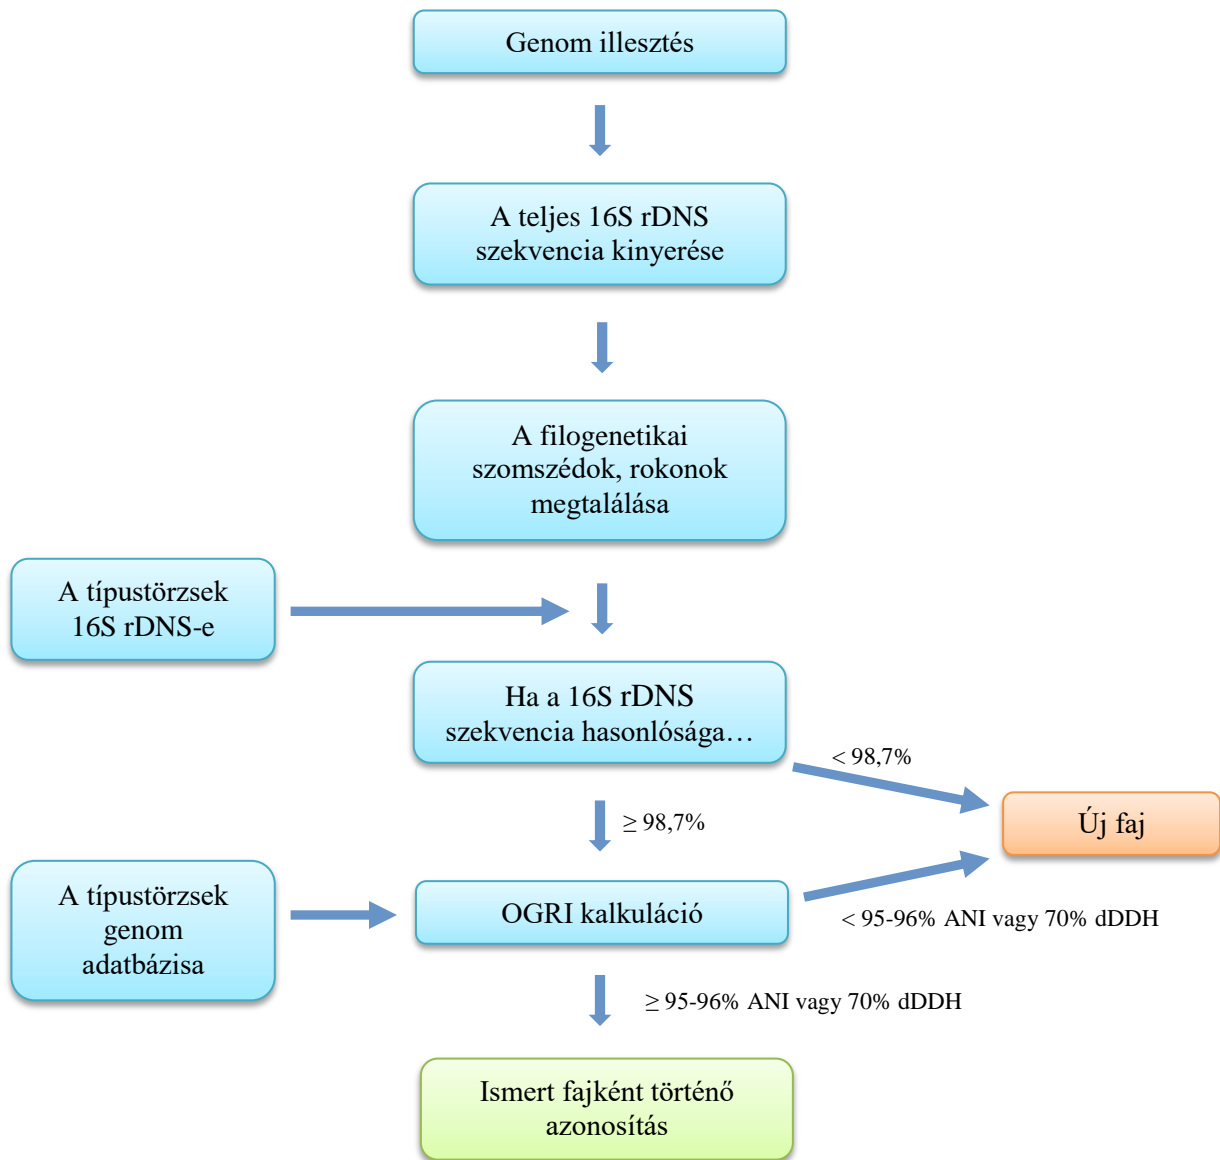 Genom illesztés
A teljes 16S rDNS
szekvencia kinyerése
A filogenetikai
szomszédok, rokonok
megtalálása
A típustörzsek
16S rDNS-e
Ha a 16S rDNS
szekvencia hasonlósága…
< 98,7%
Új faj
≥ 98,7%
A típustörzsek
genom
adatbázisa
OGRI kalkuláció
< 95-96% ANI vagy 70% dDDH
≥ 95-96% ANI vagy 70% dDDH
Ismert fajként történő
azonosítás